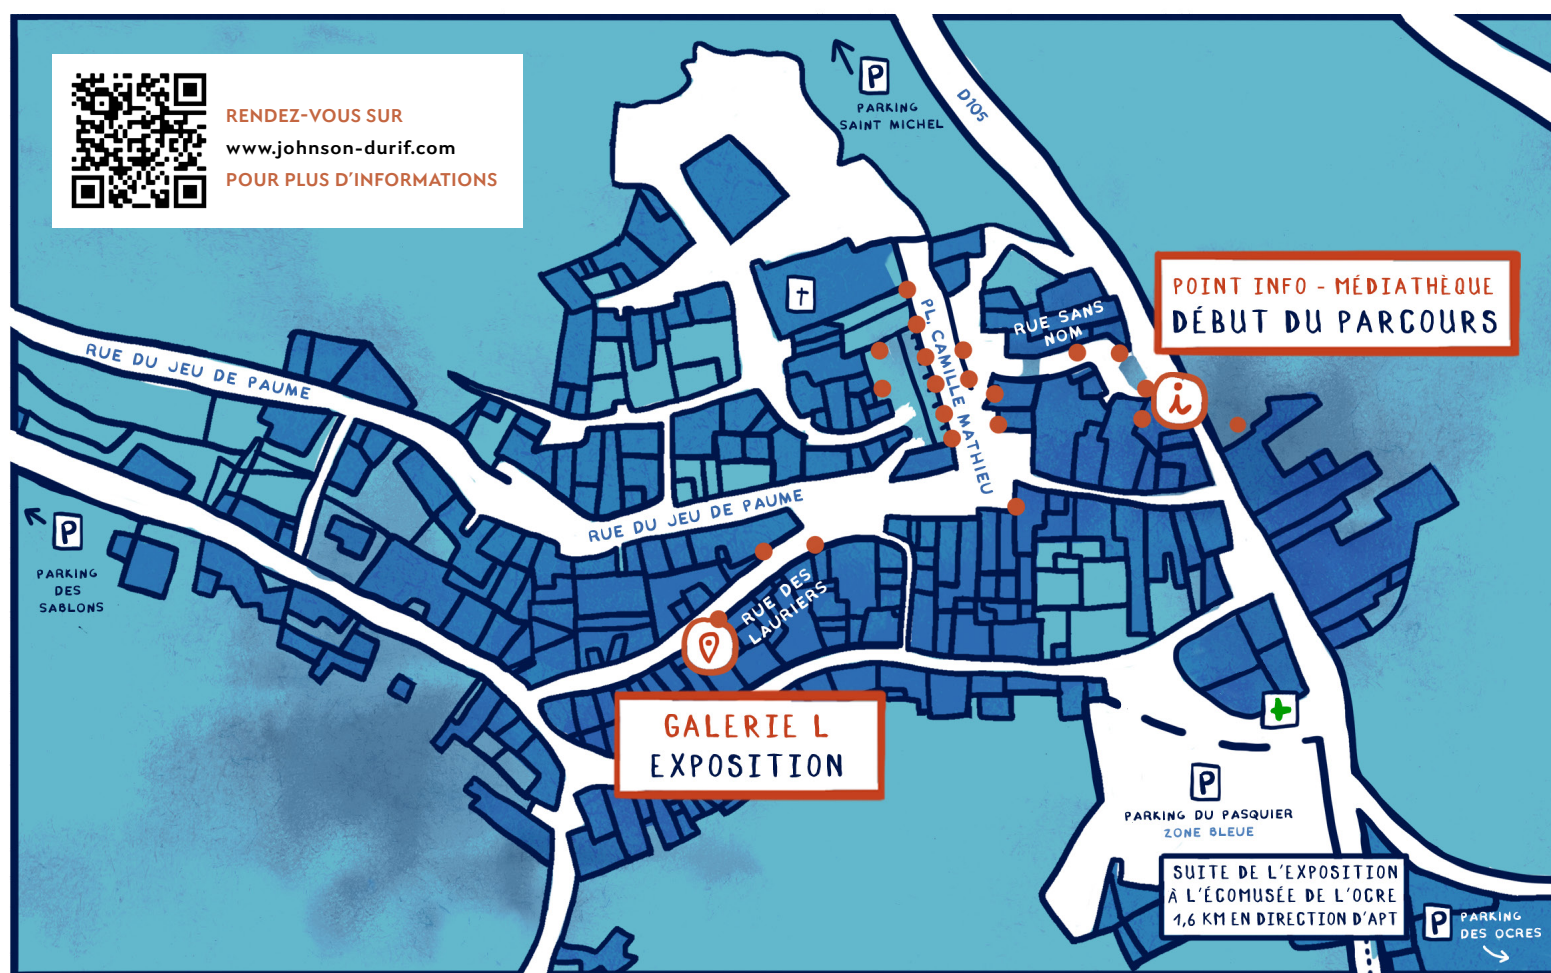 RENDEZ-VOUS SUR
www.johnson-durif.com
POUR PLUS D'INFORMATIONS
P
PARKING
SAINT MICHEL
D105
POINT INFO - MÉDIATHÈQUE
DÉBUT DU PARCOURS
RUE SANS
NOM
PL. CAMILLE MATHIEU
i
RUE DU JEU DE PAUME
RUE DU JEU DE PAUME
P
PARKING
DES
SABLONS
RUE DES
LAURIERS
GALERIE L
EXPOSITION
P
PARKING DU PASQUIER
ZONE BLEUE
SUITE DE L'EXPOSITION
À L'ÉCOMUSÉE DE L'OCRE
1,6 KM EN DIRECTION D'APT
P
PARKING
DES OCRES